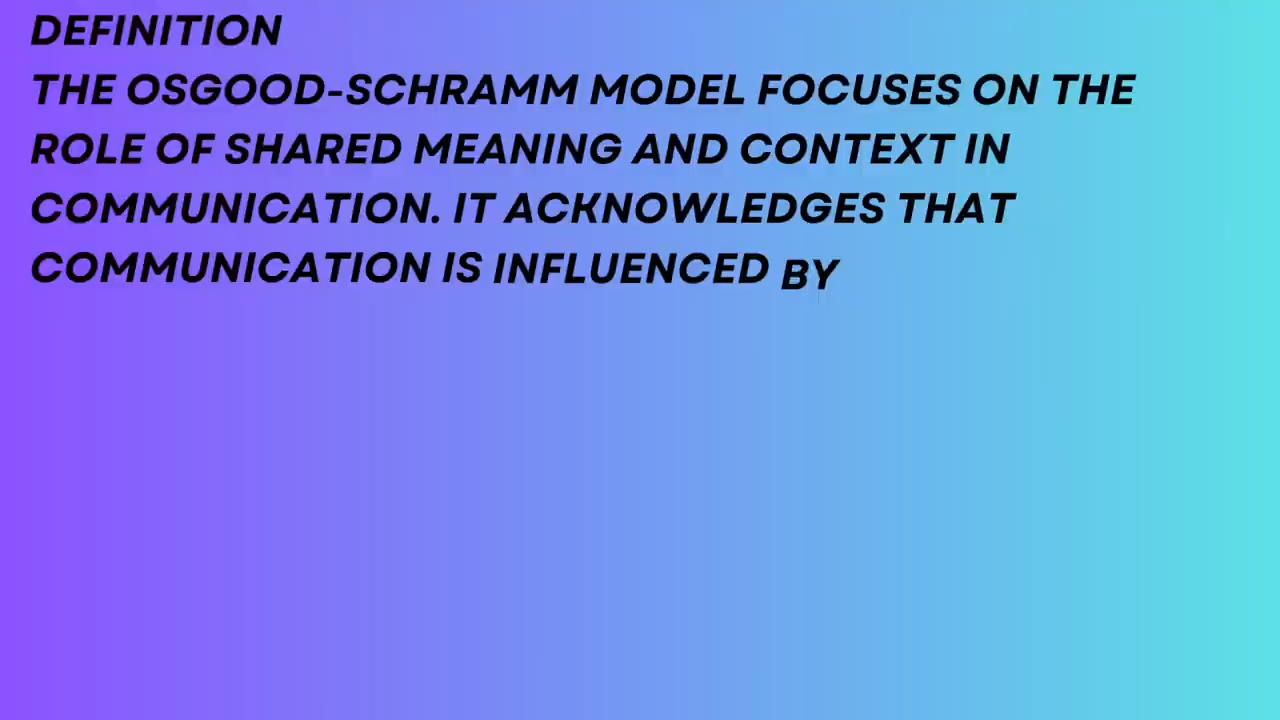 DEFINITION
THE OSGOOD-SCHRAMM MODEL FOCUSES ON THE
ROLE OF SHARED MEANING AND CONTEXT IN
COMMUNICATION. IT ACKNOWLEDGES THAT
COMMUNICATION IS INFLUENCED BY